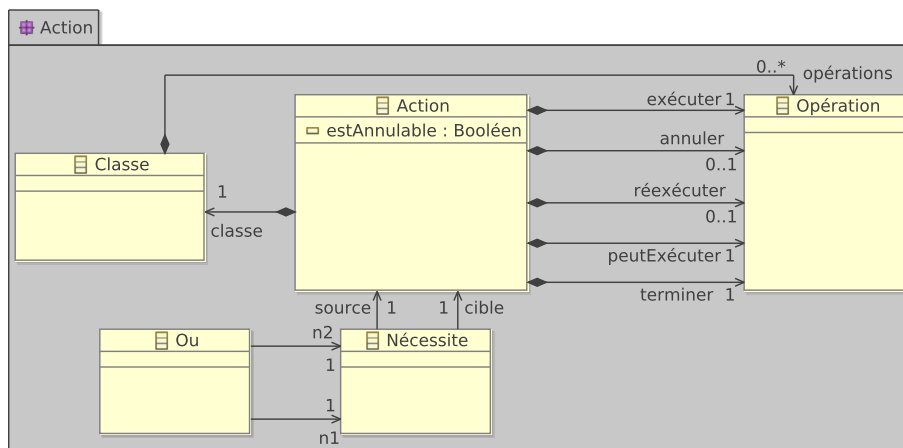 Action
0..*
opérations
Action
estAnnulable : Booléen
exécuter 1
Opération
annuler
0..1
Classe
1
classe
réexécuter
0..1
peutExécuter 1
terminer 1
source 1
1 cible
Ou
n2
1
Nécessite
1
n1